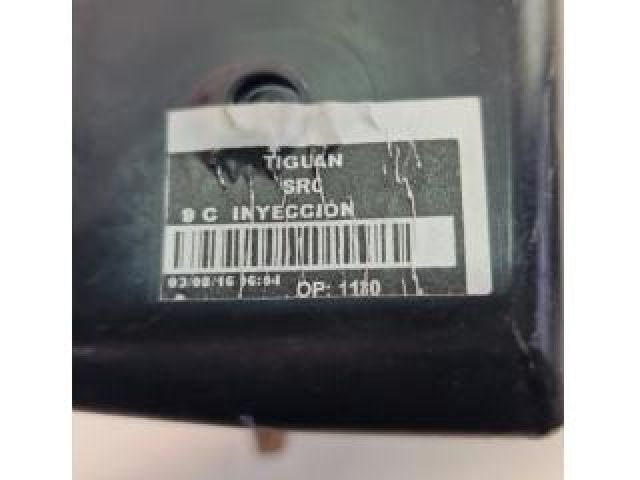 TIGUAN
SRC
9 C INYECCION
OP: 1180